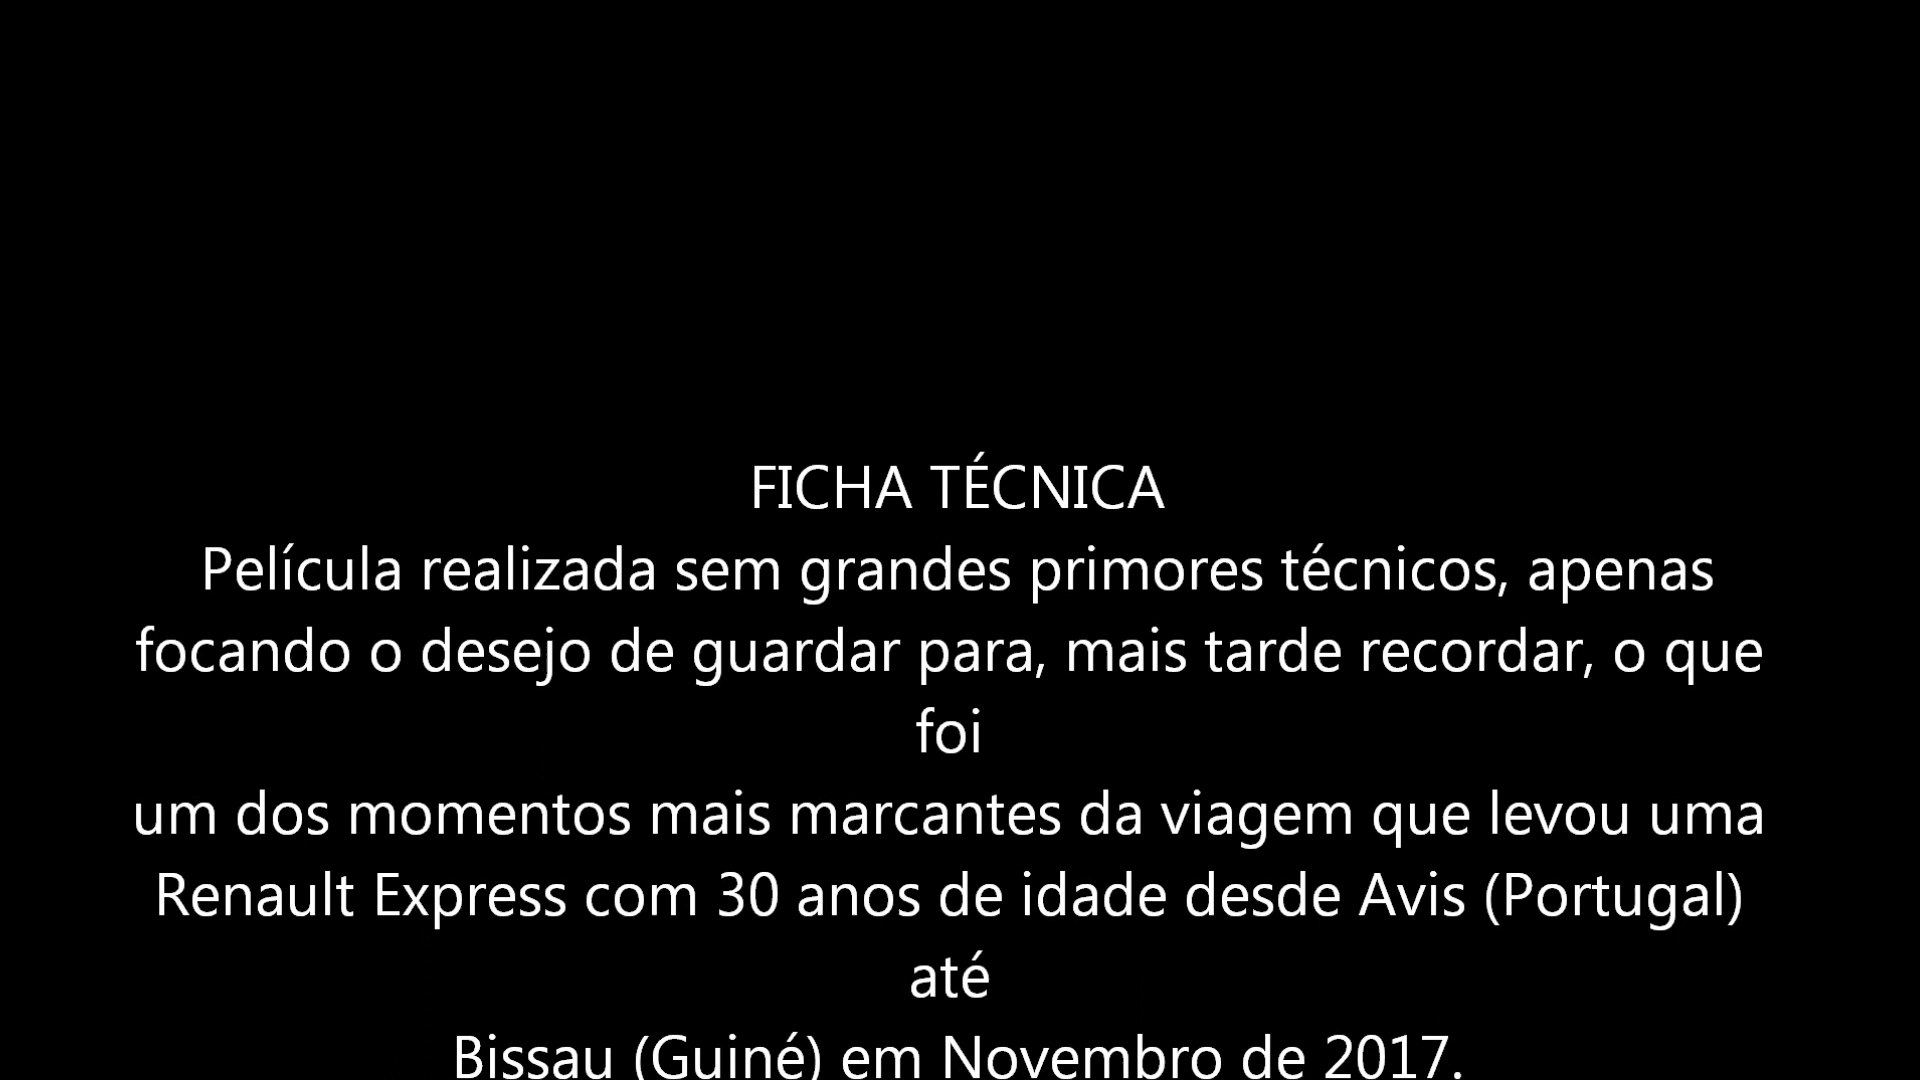 FICHA TÉCNICA
Película realizada sem grandes primores técnicos, apenas
focando o desejo de guardar para, mais tarde recordar, o que
foi
um dos momentos mais marcantes da viagem que levou uma
Renault Express com 30 anos de idade desde Avis (Portugal)
até
Bissau (Guiné) em Novembro de 2017.